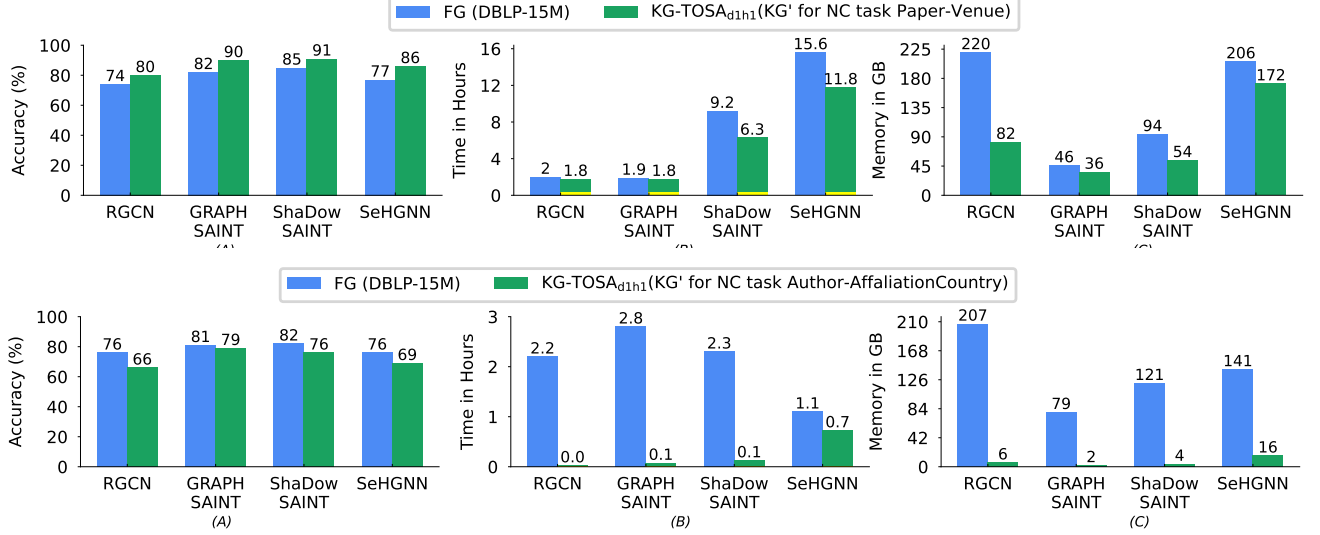 FG (DBLP-15M) KG-TOSAd1h1(KG' for NC task Paper-Venue)
Accuracy (%)
100
80
60
40
20
0
74 80 82 90 85 91 77 86
RGCN GRAPH SAINT ShaDow SAINT SeHGNN
(A)
Time in Hours
16
12
8
4
0
2 1.8 1.9 1.8 9.2 6.3 15.6 11.8
RGCN GRAPH SAINT ShaDow SAINT SeHGNN
(B)
Memory in GB
225
180
135
90
45
0
220 82 46 36 94 54 206 172
RGCN GRAPH SAINT ShaDow SAINT SeHGNN
(C)
FG (DBLP-15M) KG-TOSAd1h1(KG' for NC task Author-AffaliationCountry)
Accuracy (%)
100
80
60
40
20
0
76 66 81 79 82 76 76 69
RGCN GRAPH SAINT ShaDow SAINT SeHGNN
(A)
Time in Hours
3
2
1
0
2.2 0.0 2.8 0.1 2.3 0.1 1.1 0.7
RGCN GRAPH SAINT ShaDow SAINT SeHGNN
(B)
Memory in GB
210
168
126
84
42
0
207 6 79 2 121 4 141 16
RGCN GRAPH SAINT ShaDow SAINT SeHGNN
(C)